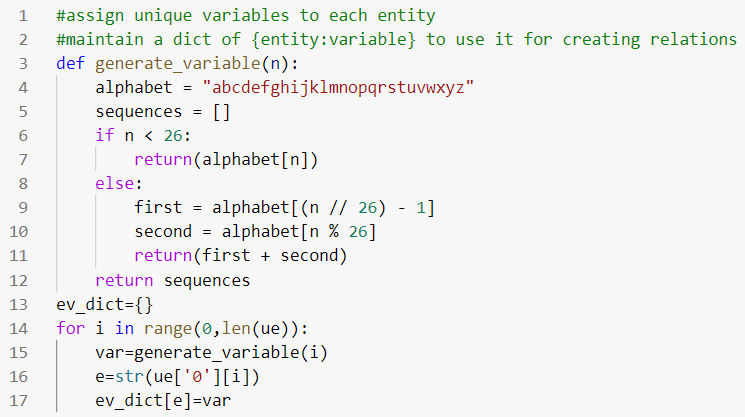 1 #assign unique variables to each entity
2 #maintain a dict of {entity:variable} to use it for creating relations
3 def generate_variable(n):
4     alphabet = "abcdefghijklmnopqrstuvwxyz"
5     sequences = []
6     if n < 26:
7         return(alphabet[n])
8     else:
9         first = alphabet[(n // 26) - 1]
10         second = alphabet[n % 26]
11         return(first + second)
12     return sequences
13 ev_dict={}
14 for i in range(0,len(ue)):
15     var=generate_variable(i)
16     e=str(ue['0'][i])
17     ev_dict[e]=var